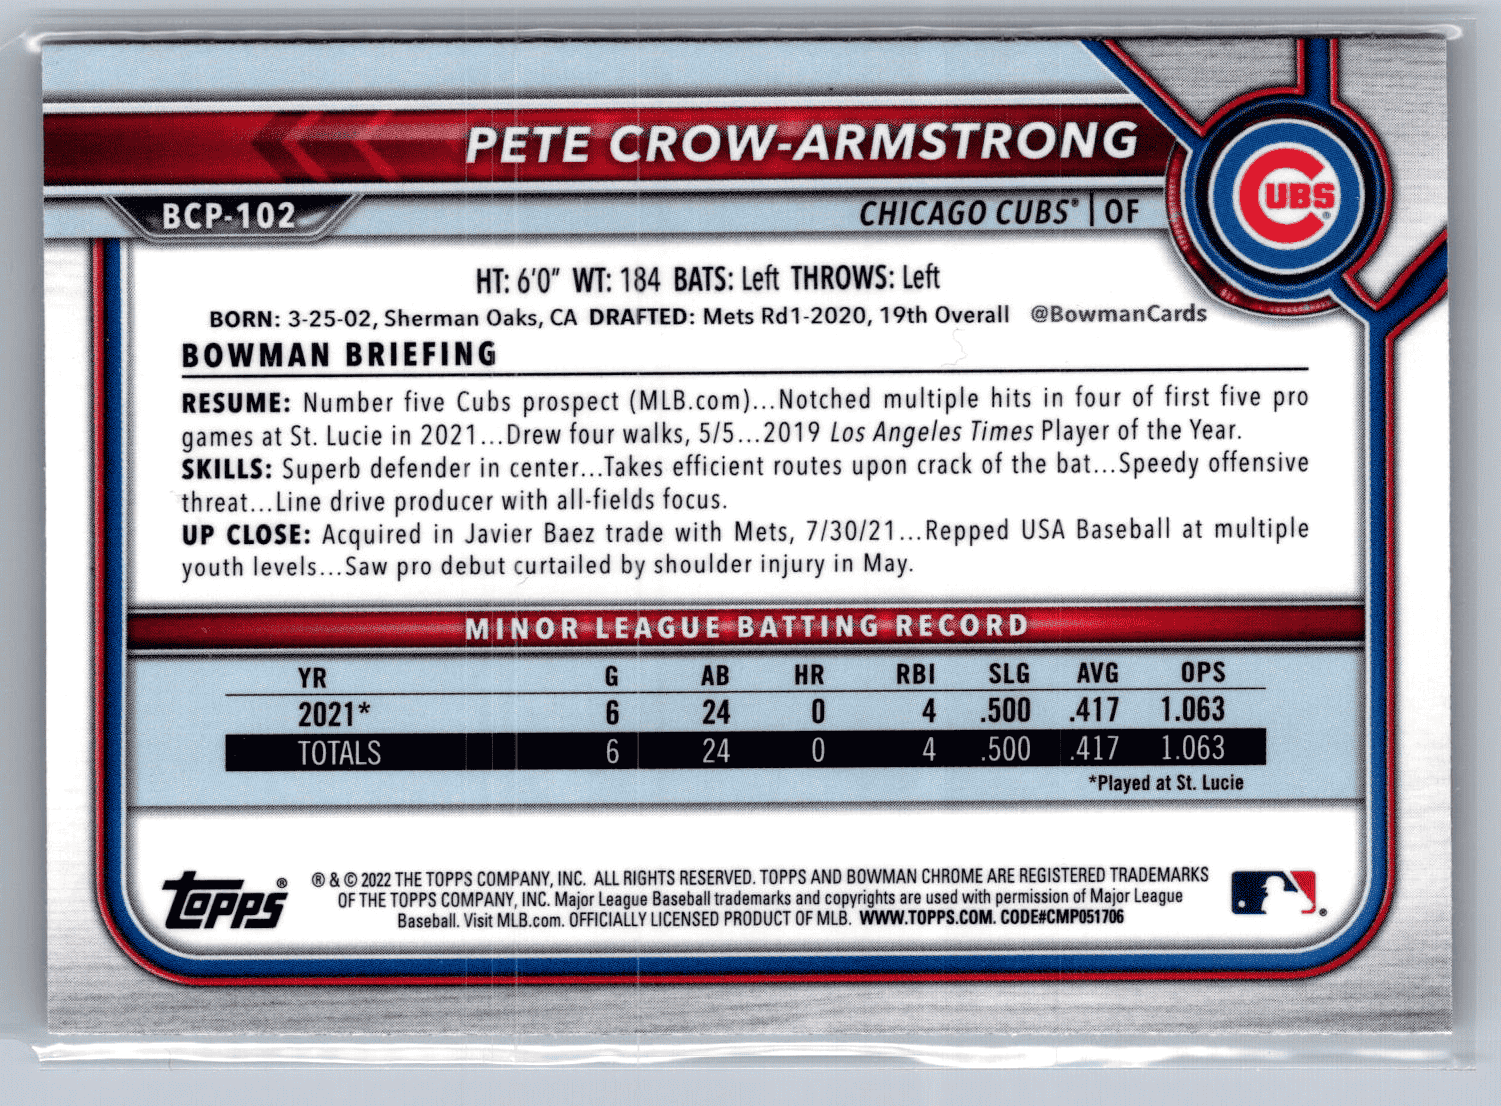 PETE CROW-ARMSTRONG
BCP-102
CHICAGO CUBS® | OF
CUBS®
HT: 6'0" WT: 184 BATS: Left THROWS: Left
BORN: 3-25-02, Sherman Oaks, CA DRAFTED: Mets Rd1-2020, 19th Overall @BowmanCards
BOWMAN BRIEFING
RESUME: Number five Cubs prospect (MLB.com)...Notched multiple hits in four of first five pro
games at St. Lucie in 2021...Drew four walks, 5/5...2019 Los Angeles Times Player of the Year.
SKILLS: Superb defender in center...Takes efficient routes upon crack of the bat...Speedy offensive
threat...Line drive producer with all-fields focus.
UP CLOSE: Acquired in Javier Baez trade with Mets, 7/30/21...Repped USA Baseball at multiple
youth levels...Saw pro debut curtailed by shoulder injury in May.
MINOR LEAGUE BATTING RECORD
YR G AB HR RBI SLG AVG OPS
2021* 6 24 0 4 .500 .417 1.063
TOTALS 6 24 0 4 .500 .417 1.063
*Played at St. Lucie
topps®
® & © 2022 THE TOPPS COMPANY, INC. ALL RIGHTS RESERVED. TOPPS AND BOWMAN CHROME ARE REGISTERED TRADEMARKS
OF THE TOPPS COMPANY, INC. Major League Baseball trademarks and copyrights are used with permission of Major League
Baseball. Visit MLB.com. OFFICIALLY LICENSED PRODUCT OF MLB. WWW.TOPPS.COM. CODE#CMP051706